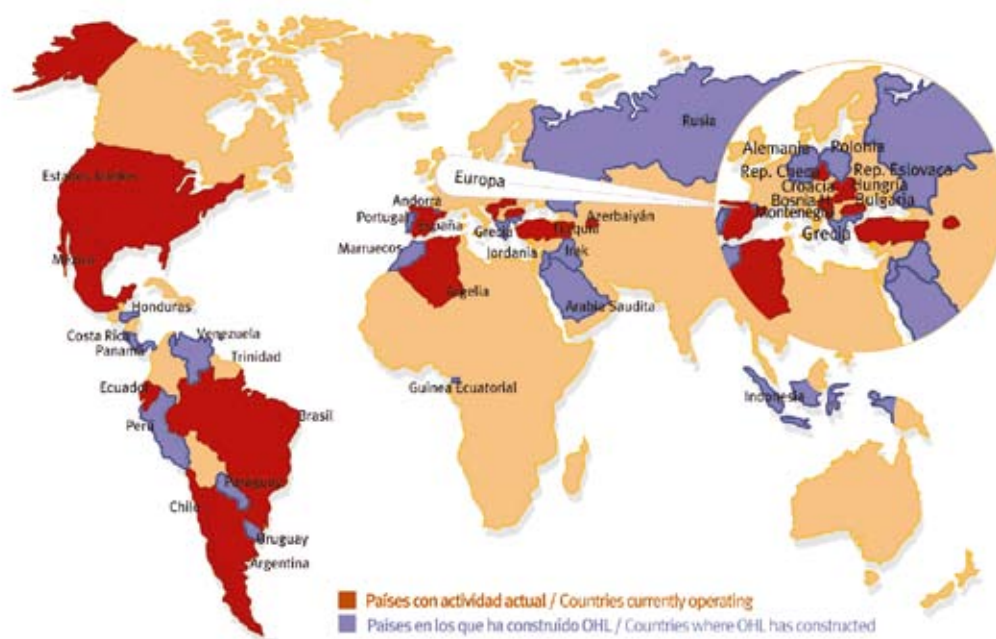 Estados Unidos
México
Honduras
Costa Rica
Panamá
Venezuela
Trinidad
Ecuador
Perú
Brasil
Paraguay
Chile
Uruguay
Argentina
Rusia
Europa
Andorra
Portugal
España
Grecia
Turquía
Azerbaiyán
Marruecos
Jordania
Irak
Argelia
Arabia Saudita
Guinea Ecuatorial
Indonesia
Alemania
Polonia
Rep. Checa
Rep. Eslovaca
Croacia
Hungría
Bosnia H.
Bulgaria
Montenegro
Grecia
Países con actividad actual / Countries currently operating
Países en los que ha construído OHL / Countries where OHL has constructed